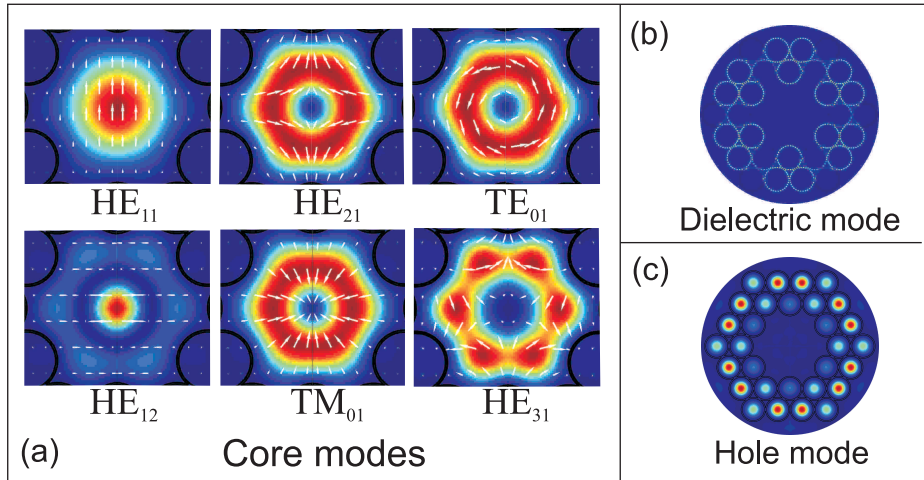 HE₁₁ HE₂₁ TE₀₁
HE₁₂ TM₀₁ HE₃₁
(a) Core modes
(b)
Dielectric mode
(c)
Hole mode